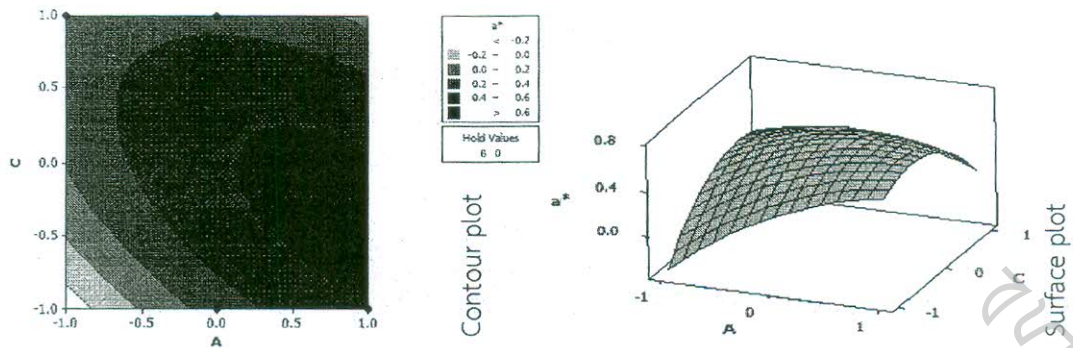 1.0
0.5
0.0
-0.5
-1.0
C
-1.0 -0.5 0.0 0.5 1.0
A
a*
< -0.2
-0.2 – 0.0
0.0 – 0.2
0.2 – 0.4
0.4 – 0.6
> 0.6
Hold Values
6 0
Contour plot
0.8
0.4
0.0
a*
-1
0
1
A
-1
0
1
C
Surface plot